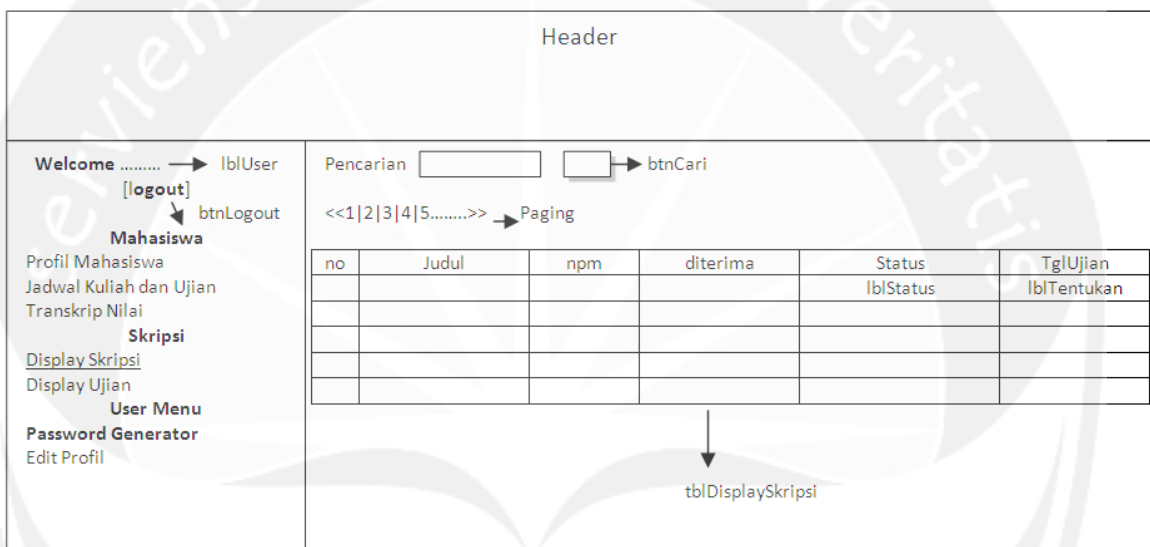 Header
Welcome ......... lblUser
[logout]
btnLogout
Mahasiswa
Profil Mahasiswa
Jadwal Kuliah dan Ujian
Transkrip Nilai
Skripsi
Display Skripsi
Display Ujian
User Menu
Password Generator
Edit Profil
Pencarian btnCari
<<1|2|3|4|5........>> Paging
no Judul npm diterima Status TglUjian
lblStatus lblTentukan
tblDisplaySkripsi